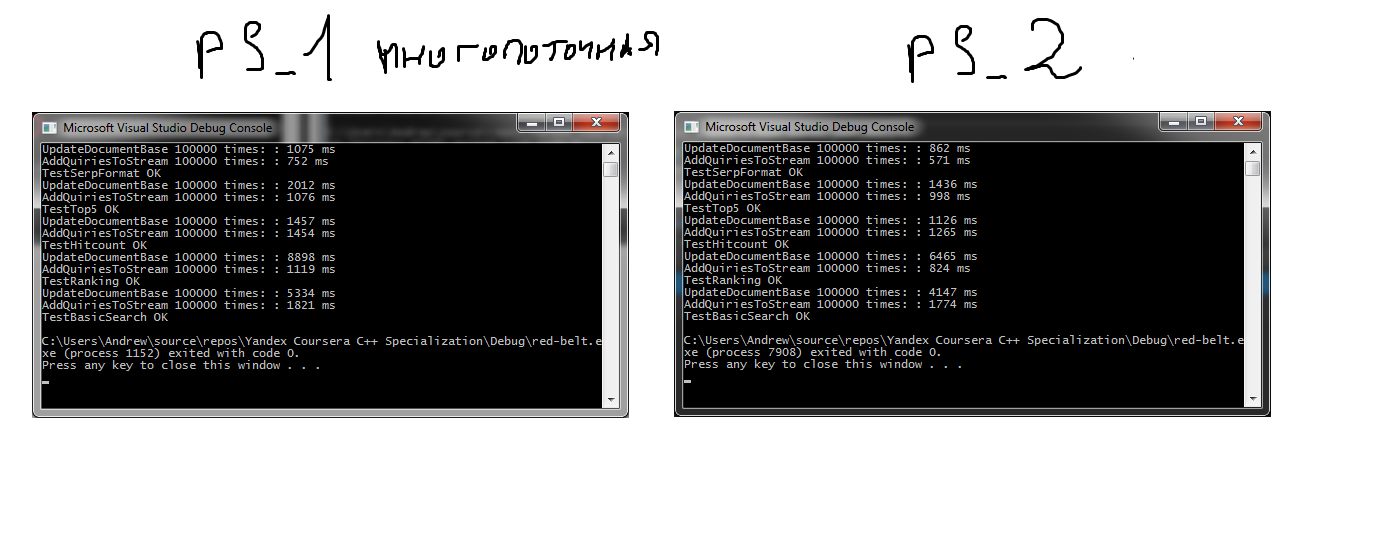 PS_1 многопоточная
PS_2
Microsoft Visual Studio Debug Console
UpdateDocumentBase 100000 times: : 1075 ms
AddQuiriesToStream 100000 times: : 752 ms
TestSerpFormat OK
UpdateDocumentBase 100000 times: : 2012 ms
AddQuiriesToStream 100000 times: : 1076 ms
TestTop5 OK
UpdateDocumentBase 100000 times: : 1457 ms
AddQuiriesToStream 100000 times: : 1454 ms
TestHitcount OK
UpdateDocumentBase 100000 times: : 8898 ms
AddQuiriesToStream 100000 times: : 1119 ms
TestRanking OK
UpdateDocumentBase 100000 times: : 5334 ms
AddQuiriesToStream 100000 times: : 1821 ms
TestBasicSearch OK
C:\Users\Andrew\source\repos\Yandex Coursera C++ Specialization\Debug\red-belt.e
xe (process 1152) exited with code 0.
Press any key to close this window . . .
Microsoft Visual Studio Debug Console
UpdateDocumentBase 100000 times: : 862 ms
AddQuiriesToStream 100000 times: : 571 ms
TestSerpFormat OK
UpdateDocumentBase 100000 times: : 1436 ms
AddQuiriesToStream 100000 times: : 998 ms
TestTop5 OK
UpdateDocumentBase 100000 times: : 1126 ms
AddQuiriesToStream 100000 times: : 1265 ms
TestHitcount OK
UpdateDocumentBase 100000 times: : 6465 ms
AddQuiriesToStream 100000 times: : 824 ms
TestRanking OK
UpdateDocumentBase 100000 times: : 4147 ms
AddQuiriesToStream 100000 times: : 1774 ms
TestBasicSearch OK
C:\Users\Andrew\source\repos\Yandex Coursera C++ Specialization\Debug\red-belt.e
xe (process 7908) exited with code 0.
Press any key to close this window . . .